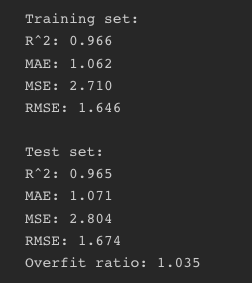 Training set:
R^2: 0.966
MAE: 1.062
MSE: 2.710
RMSE: 1.646
Test set:
R^2: 0.965
MAE: 1.071
MSE: 2.804
RMSE: 1.674
Overfit ratio: 1.035